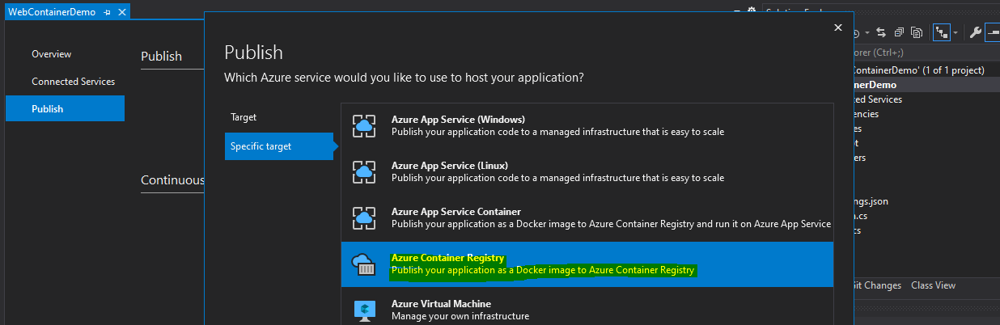 WebContainerDemo
Overview
Connected Services
Publish
Publish
Continuous
Publish
Which Azure service would you like to use to host your application?
Target
Specific target
Azure App Service (Windows)
Publish your application code to a managed infrastructure that is easy to scale
Azure App Service (Linux)
Publish your application code to a managed infrastructure that is easy to scale
Azure App Service Container
Publish your application as a Docker image to Azure Container Registry and run it on Azure App Service
Azure Container Registry
Publish your application as a Docker image to Azure Container Registry
Azure Virtual Machine
Manage your own infrastructure
orer (Ctrl+;)
ContainerDemo' (1 of 1 project)
inerDemo
ted Services
encies
es
et
ers
ngs.json
n.cs
.cs
Git Changes Class View